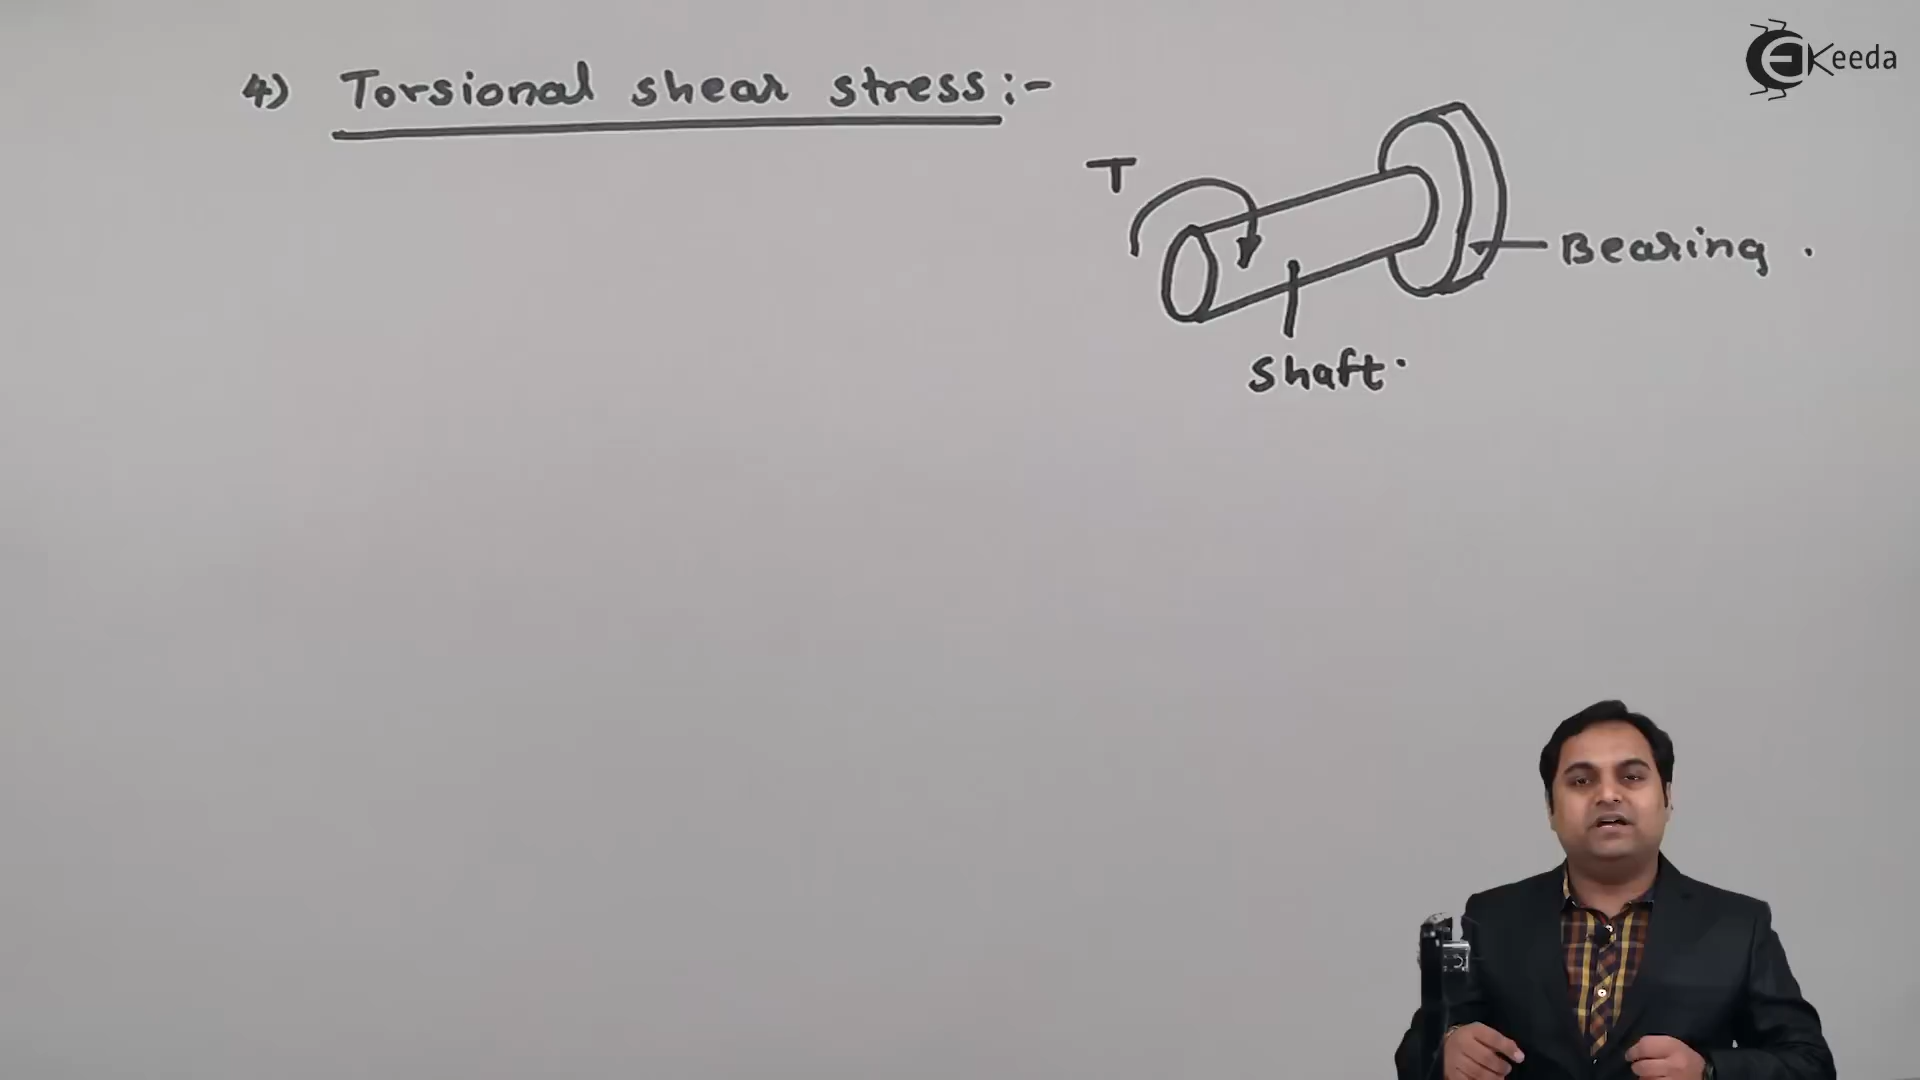 4) Torsional shear stress:-
EKeeda
T
Bearing.
Shaft.